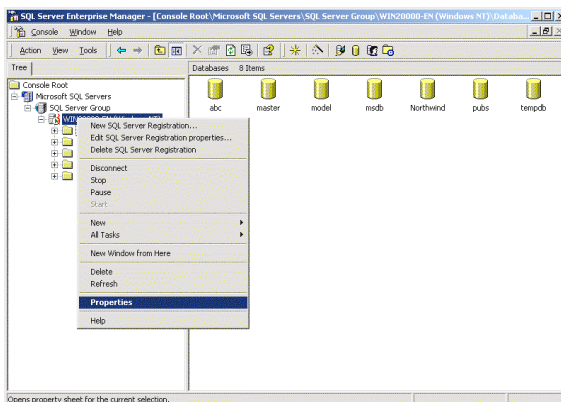 SQL Server Enterprise Manager - [Console Root\Microsoft SQL Servers\SQL Server Group\WIN20000-EN (Windows NT)\Databa...
Console Window Help
Action View Tools
Tree
Databases 8 Items
Console Root
Microsoft SQL Servers
SQL Server Group
abc master model msdb Northwind pubs tempdb
New SQL Server Registration...
Edit SQL Server Registration properties...
Delete SQL Server Registration
Disconnect
Stop
Pause
Start
New
All Tasks
New Window from Here
Delete
Refresh
Properties
Help
Opens property sheet for the current selection.